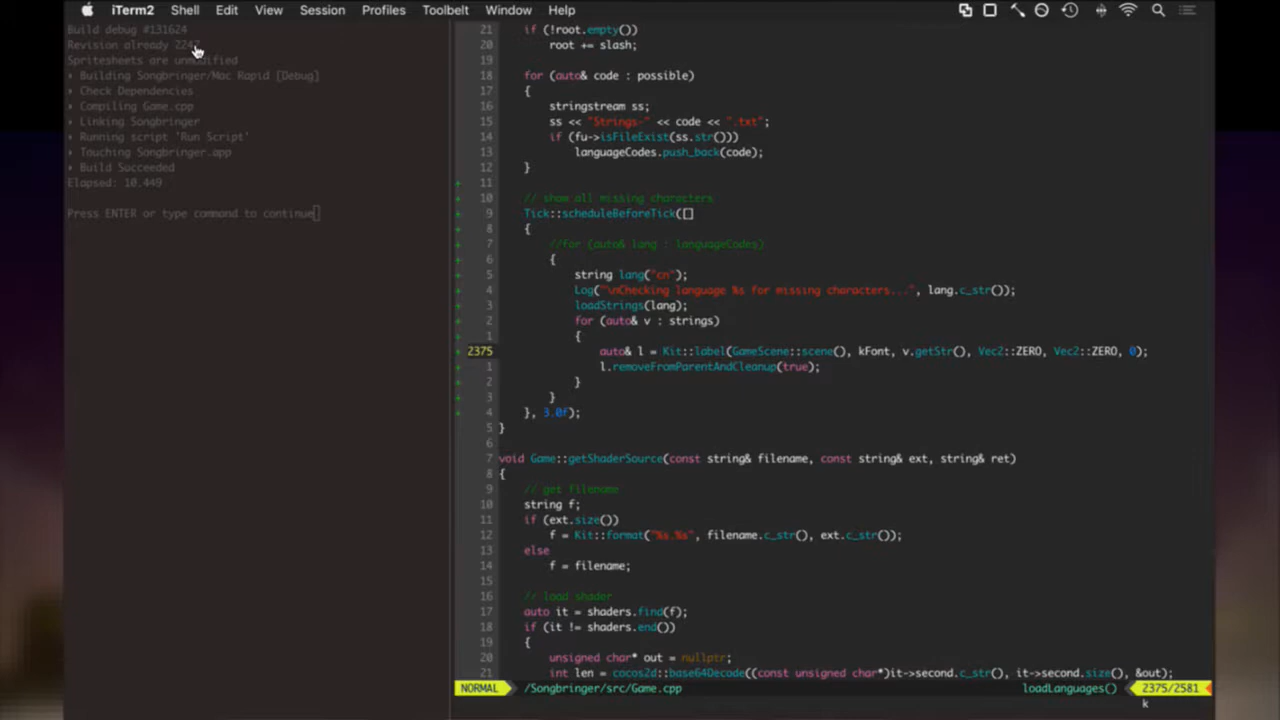 iTerm2 Shell Edit View Session Profiles Toolbelt Window Help
Build debug #131624
Revision already
Spritesheets are unmodified
Building Songbringer/Mac Rapid [Debug]
Check Dependencies
Compiling Game.cpp
Linking Songbringer
Running script 'Run Script'
Touching Songbringer.app
Build Succeeded
Elapsed: 10.449
Press ENTER or type command to continue
21 if (!root.empty())
20 root += slash;
19
18 for (auto& code : possible)
17 {
16 stringstream ss;
15 ss << "Strings-" << code << ".txt";
14 if (fu->isFileExist(ss.str()))
13 languageCodes.push_back(code);
12 }
+ 11
+ 10 // show all missing characters
+ 9 Tick::scheduleBeforeTick([]
+ 8 {
+ 7 //for (auto& lang : languageCodes)
+ 6 {
+ 5 string lang("cn");
+ 4 Log("\nChecking language %s for missing characters...", lang.c_str());
+ 3 loadStrings(lang);
+ 2 for (auto& v : strings)
+ 1 {
+ 2375 auto& l = Kit::label(GameScene::scene(), kFont, v.getStr(), Vec2::ZERO, Vec2::ZERO, 0);
+ 1 l.removeFromParentAndCleanup(true);
+ 2 }
+ 3 }
+ 4 }, 3.0f);
5 }
6
7 void Game::getShaderSource(const string& filename, const string& ext, string& ret)
8 {
9 // get filename
10 string f;
11 if (ext.size())
12 f = Kit::format("%s.%s", filename.c_str(), ext.c_str());
13 else
14 f = filename;
15
16 // load shader
17 auto it = shaders.find(f);
18 if (it != shaders.end())
19 {
20 unsigned char* out = nullptr;
21 int len = cocos2d::base64Decode((const unsigned char*)it->second.c_str(), it->second.size(), &out);
NORMAL /Songbringer/src/Game.cpp loadLanguages() 2375/2581
k